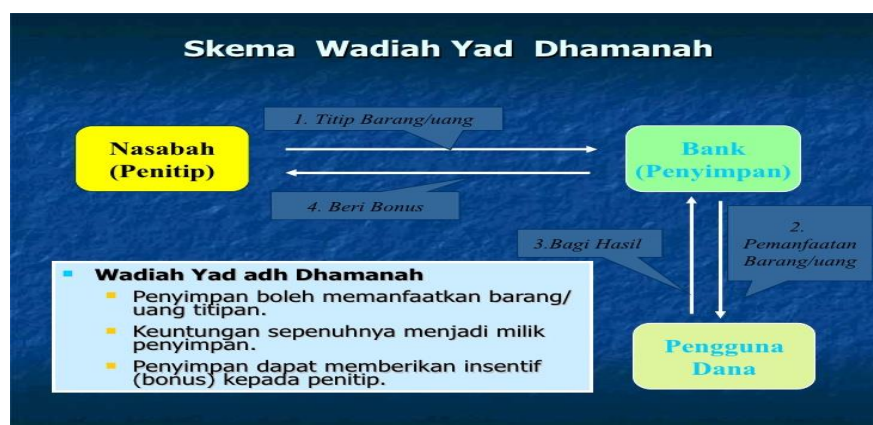 Skema Wadiah Yad Dhamanah
1. Titip Barang/uang
Nasabah
(Penitip)
Bank
(Penyimpan)
4. Beri Bonus
3.Bagi Hasil
2.
Pemanfaatan
Barang/uang
Wadiah Yad adh Dhamanah
Penyimpan boleh memanfaatkan barang/
uang titipan.
Keuntungan sepenuhnya menjadi milik
penyimpan.
Penyimpan dapat memberikan insentif
(bonus) kepada penitip.
Pengguna
Dana